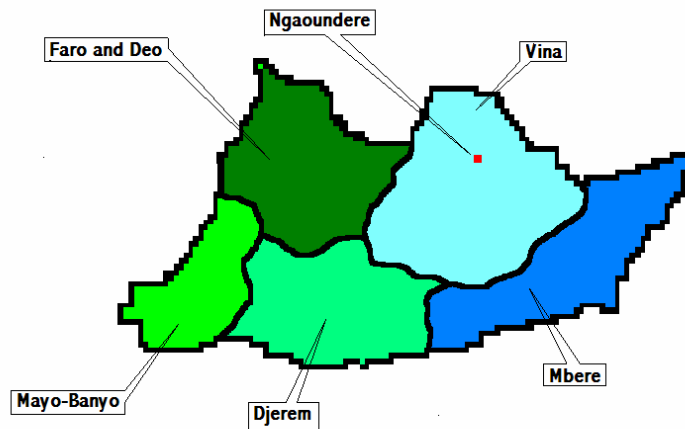 Ngaoundere
Faro and Deo
Vina
Mbere
Mayo-Banyo
Djerem